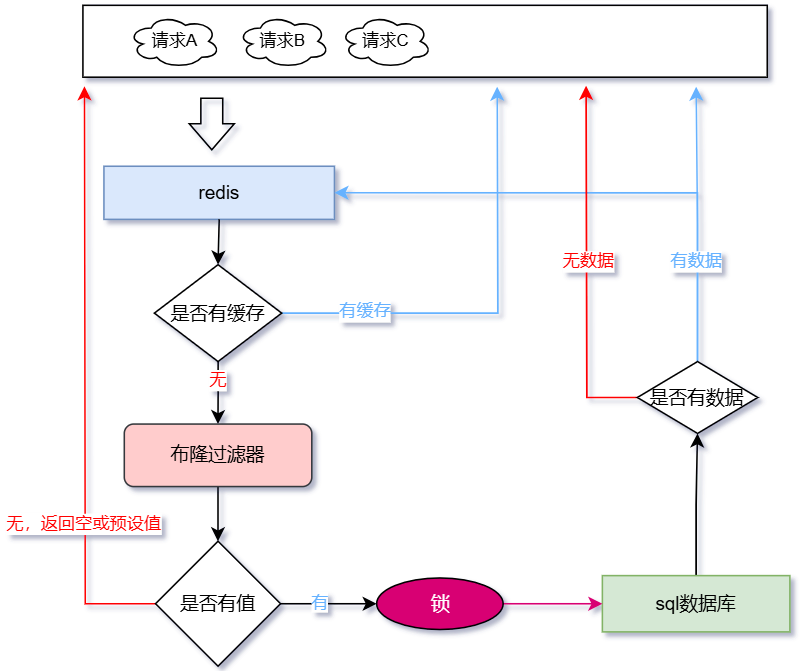 请求A
请求B
请求C
redis
是否有缓存
有缓存
无数据
有数据
无
是否有数据
布隆过滤器
无，返回空或预设值
是否有值
有
锁
sql数据库